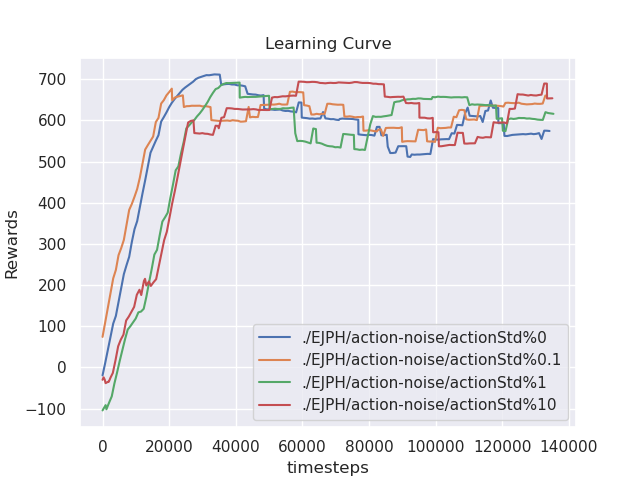 Learning Curve
Rewards
700
600
500
400
300
200
100
0
−100
0 20000 40000 60000 80000 100000 120000 140000
timesteps
./EJPH/action-noise/actionStd%0
./EJPH/action-noise/actionStd%0.1
./EJPH/action-noise/actionStd%1
./EJPH/action-noise/actionStd%10